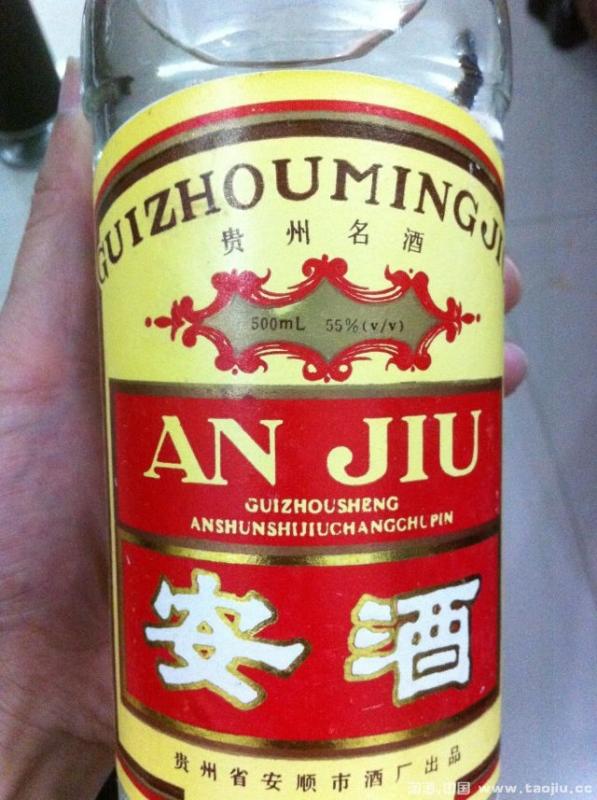 GUIZHOUMINGJI
贵州名酒
500mL 55%(v/v)
AN JIU
GUIZHOUSHENG
ANSHUNSHIJIUCHANGCHUPIN
安酒
贵州省安顺市酒厂出品
www.taojiu.cc